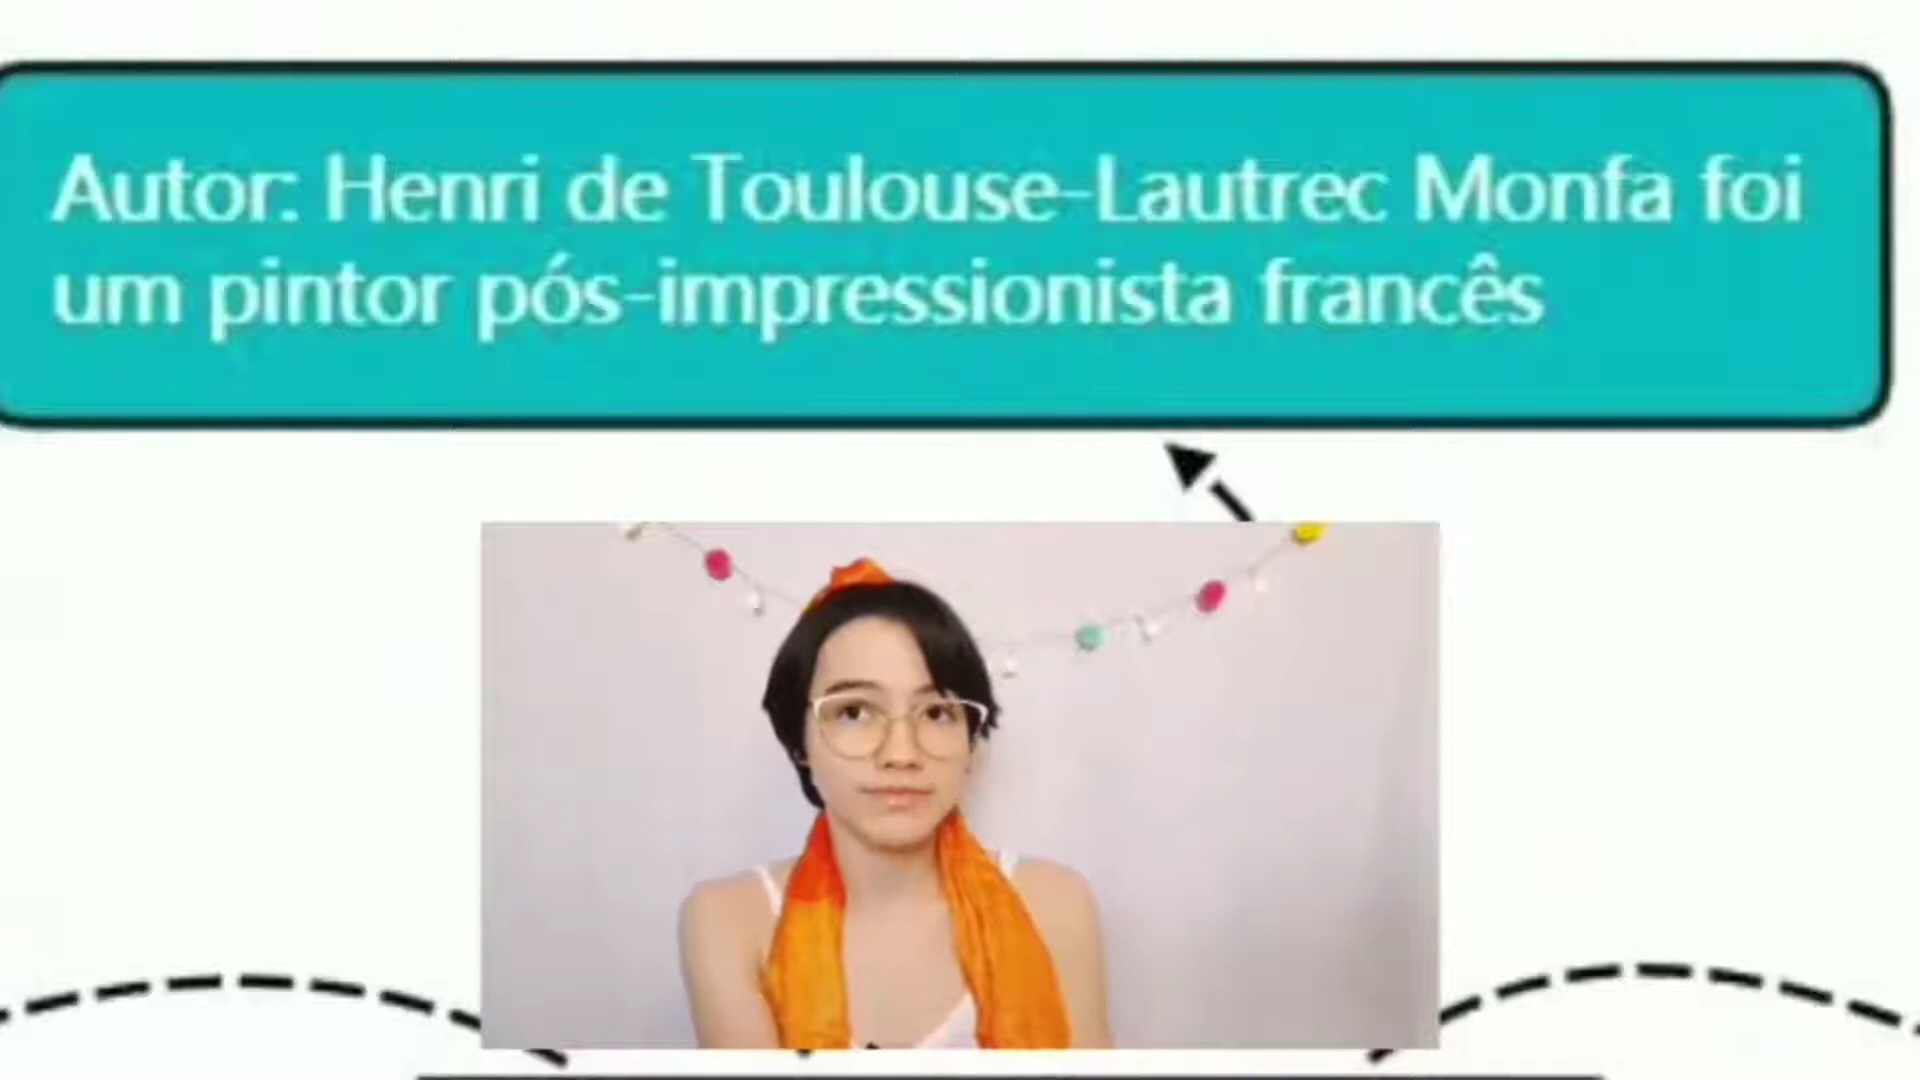 Autor: Henri de Toulouse-Lautrec Monfa foi
um pintor pós-impressionista francês